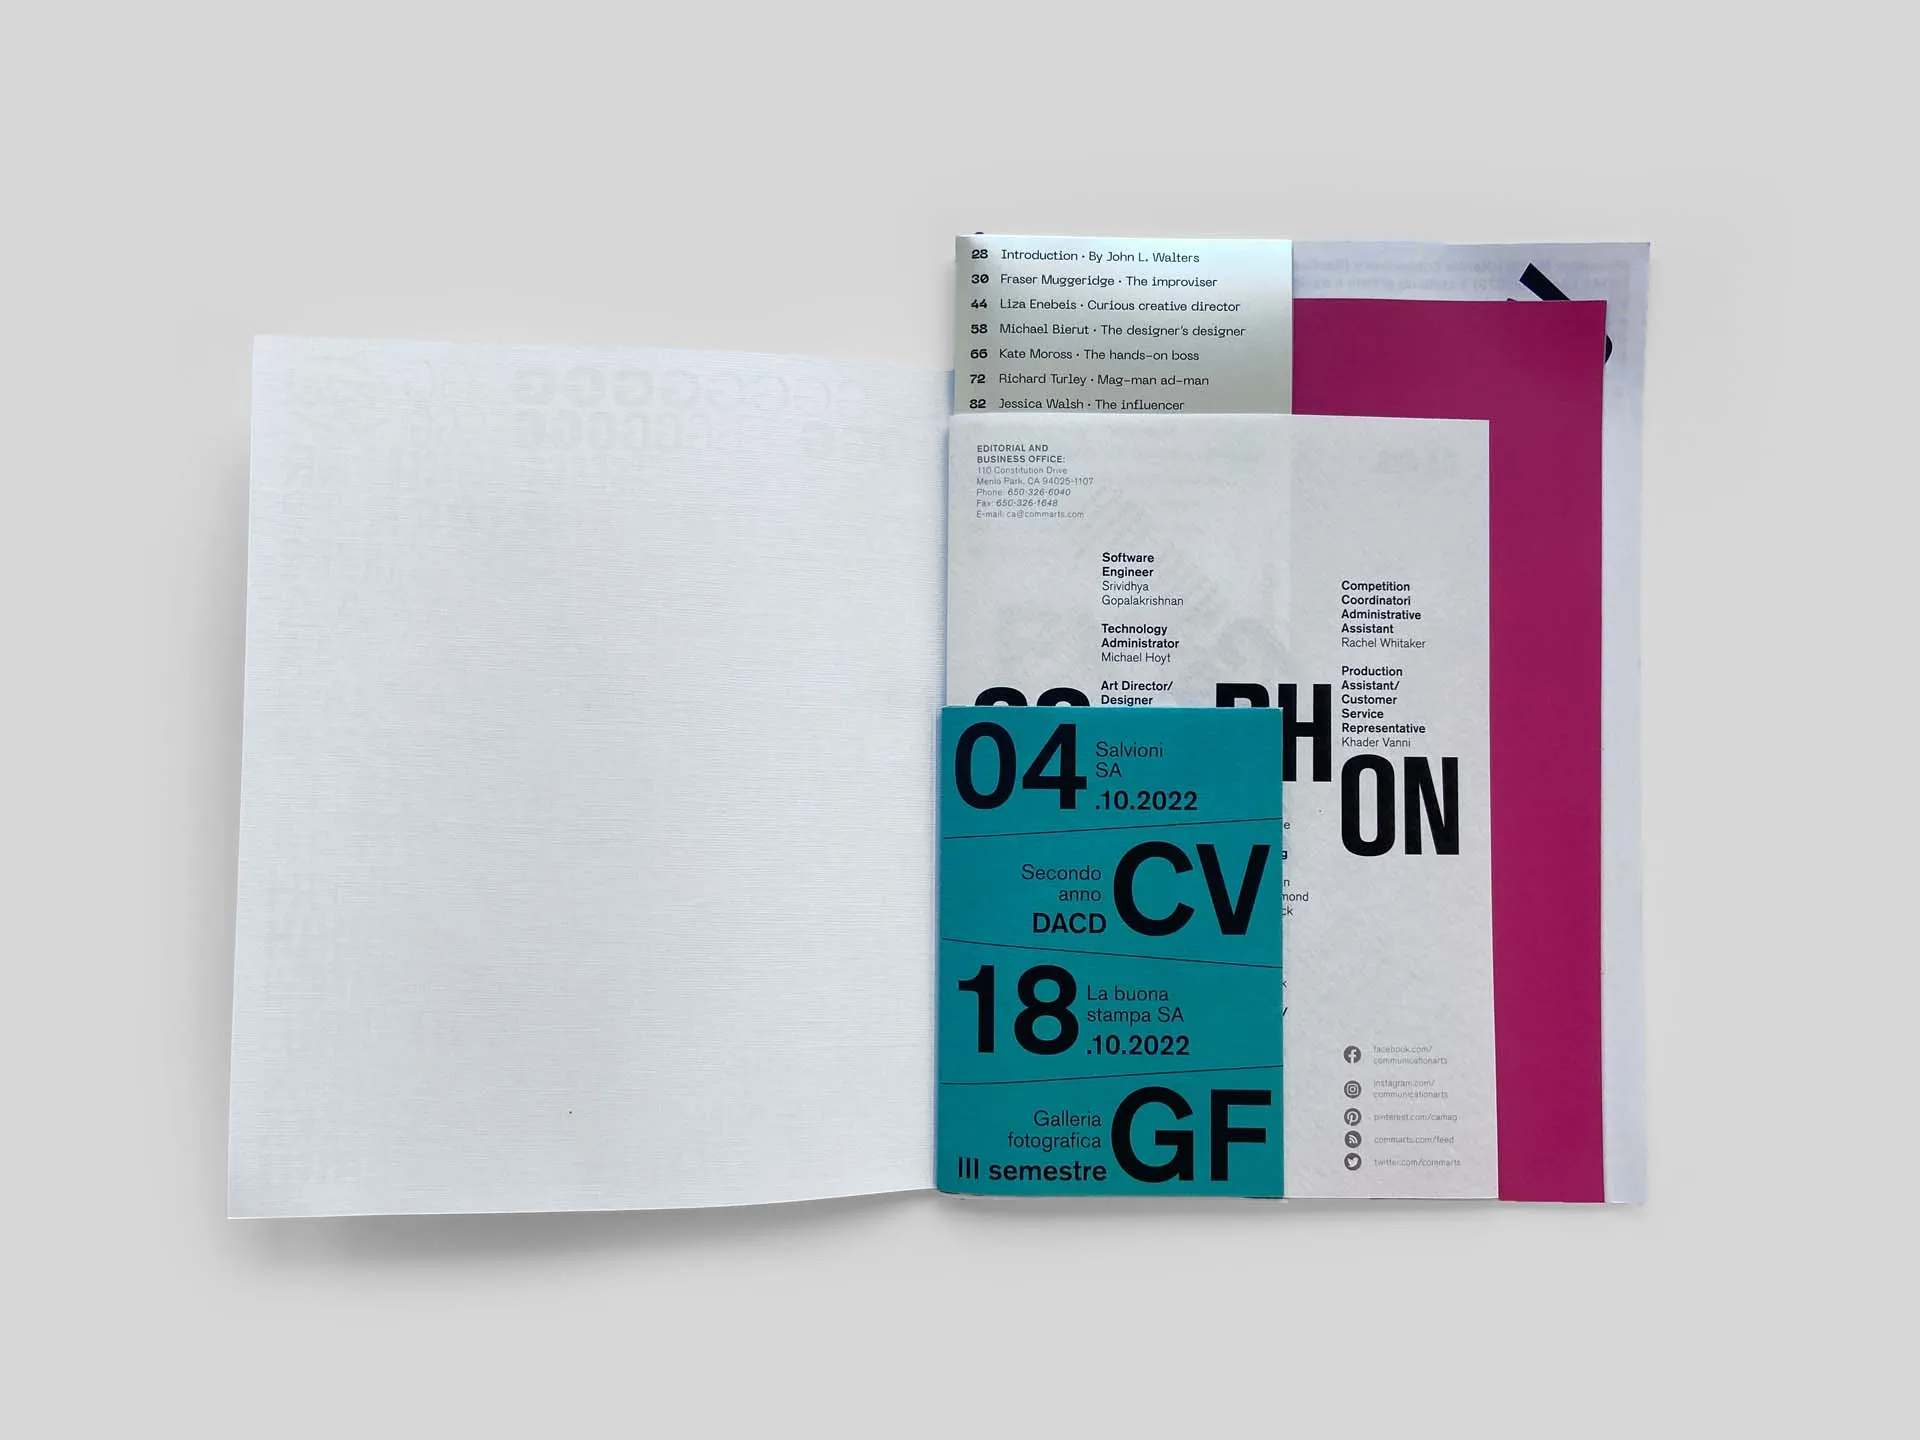 28 Introduction · By John L. Walters
30 Fraser Muggeridge · The improviser
44 Liza Enebeis · Curious creative director
58 Michael Bierut · The designer's designer
66 Kate Moross · The hands-on boss
72 Richard Turley · Mag-man ad-man
82 Jessica Walsh · The influencer
EDITORIAL AND
BUSINESS OFFICE:
110 Constitution Drive
Menlo Park, CA 94025-1107
Phone: 650-326-6040
Fax: 650-326-1648
E-mail: ca@commarts.com
Software
Engineer
Srividhya
Gopalakrishnan
Technology
Administrator
Michael Hoyt
Art Director/
Designer
Competition
Coordinatori
Administrative
Assistant
Rachel Whitaker
Production
Assistant/
Customer
Service
Representative
Khader Vanni
ON
facebook.com/
communicationarts
instagram.com/
communicationarts
pinterest.com/camag
commarts.com/feed
twitter.com/commarts
04
Salvioni
SA
.10.2022
Secondo
anno
DACD
CV
18
La buona
stampa SA
.10.2022
Galleria
fotografica
III semestre
GF